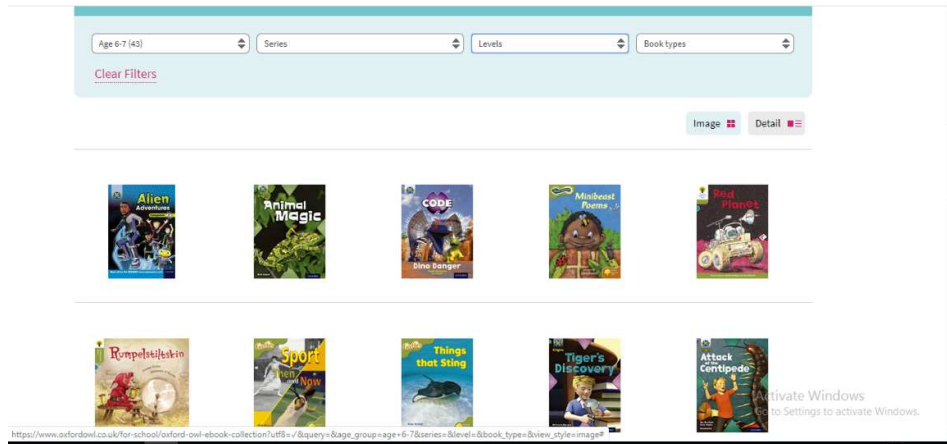 Age 6-7 (43)
Series
Levels
Book types
Clear Filters
Image
Detail
Alien
Adventures
Animal
Magic
CODE
Dino Danger
Minibeast
Poems
Red
Planet
Rumpelstiltskin
Sport
Then
and Now
Things
that Sting
Tiger's
Discovery
Attack
of the
Centipede
Activate Windows
Go to Settings to activate Windows.
https://www.oxfordowl.co.uk/for-school/oxford-owl-ebook-collection?utf8=✓&query=&age_group=age+6-7&series=&level=&book_type=&view_style=image#